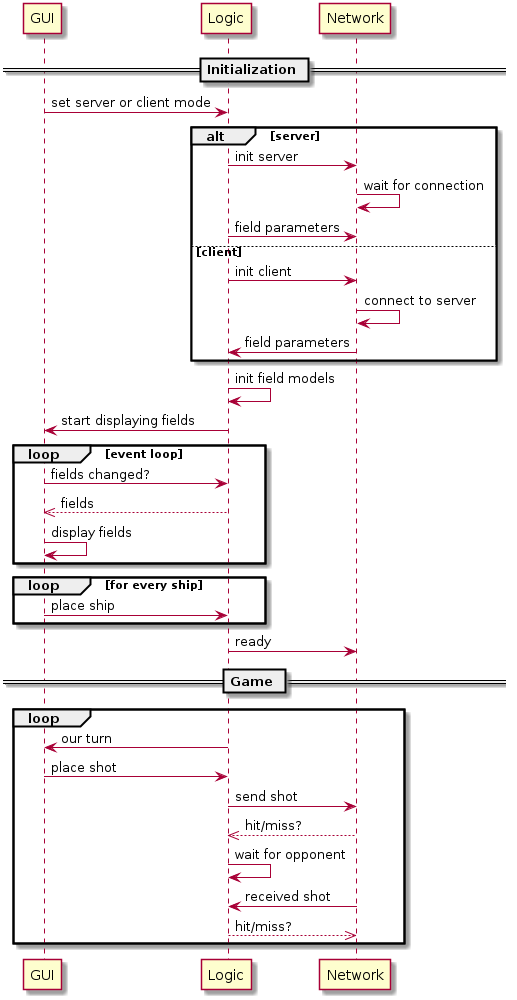 GUI Logic Network
Initialization
set server or client mode
alt [server]
init server
wait for connection
field parameters
[client]
init client
connect to server
field parameters
init field models
start displaying fields
loop [event loop]
fields changed?
fields
display fields
loop [for every ship]
place ship
ready
Game
loop
our turn
place shot
send shot
hit/miss?
wait for opponent
received shot
hit/miss?
GUI Logic Network